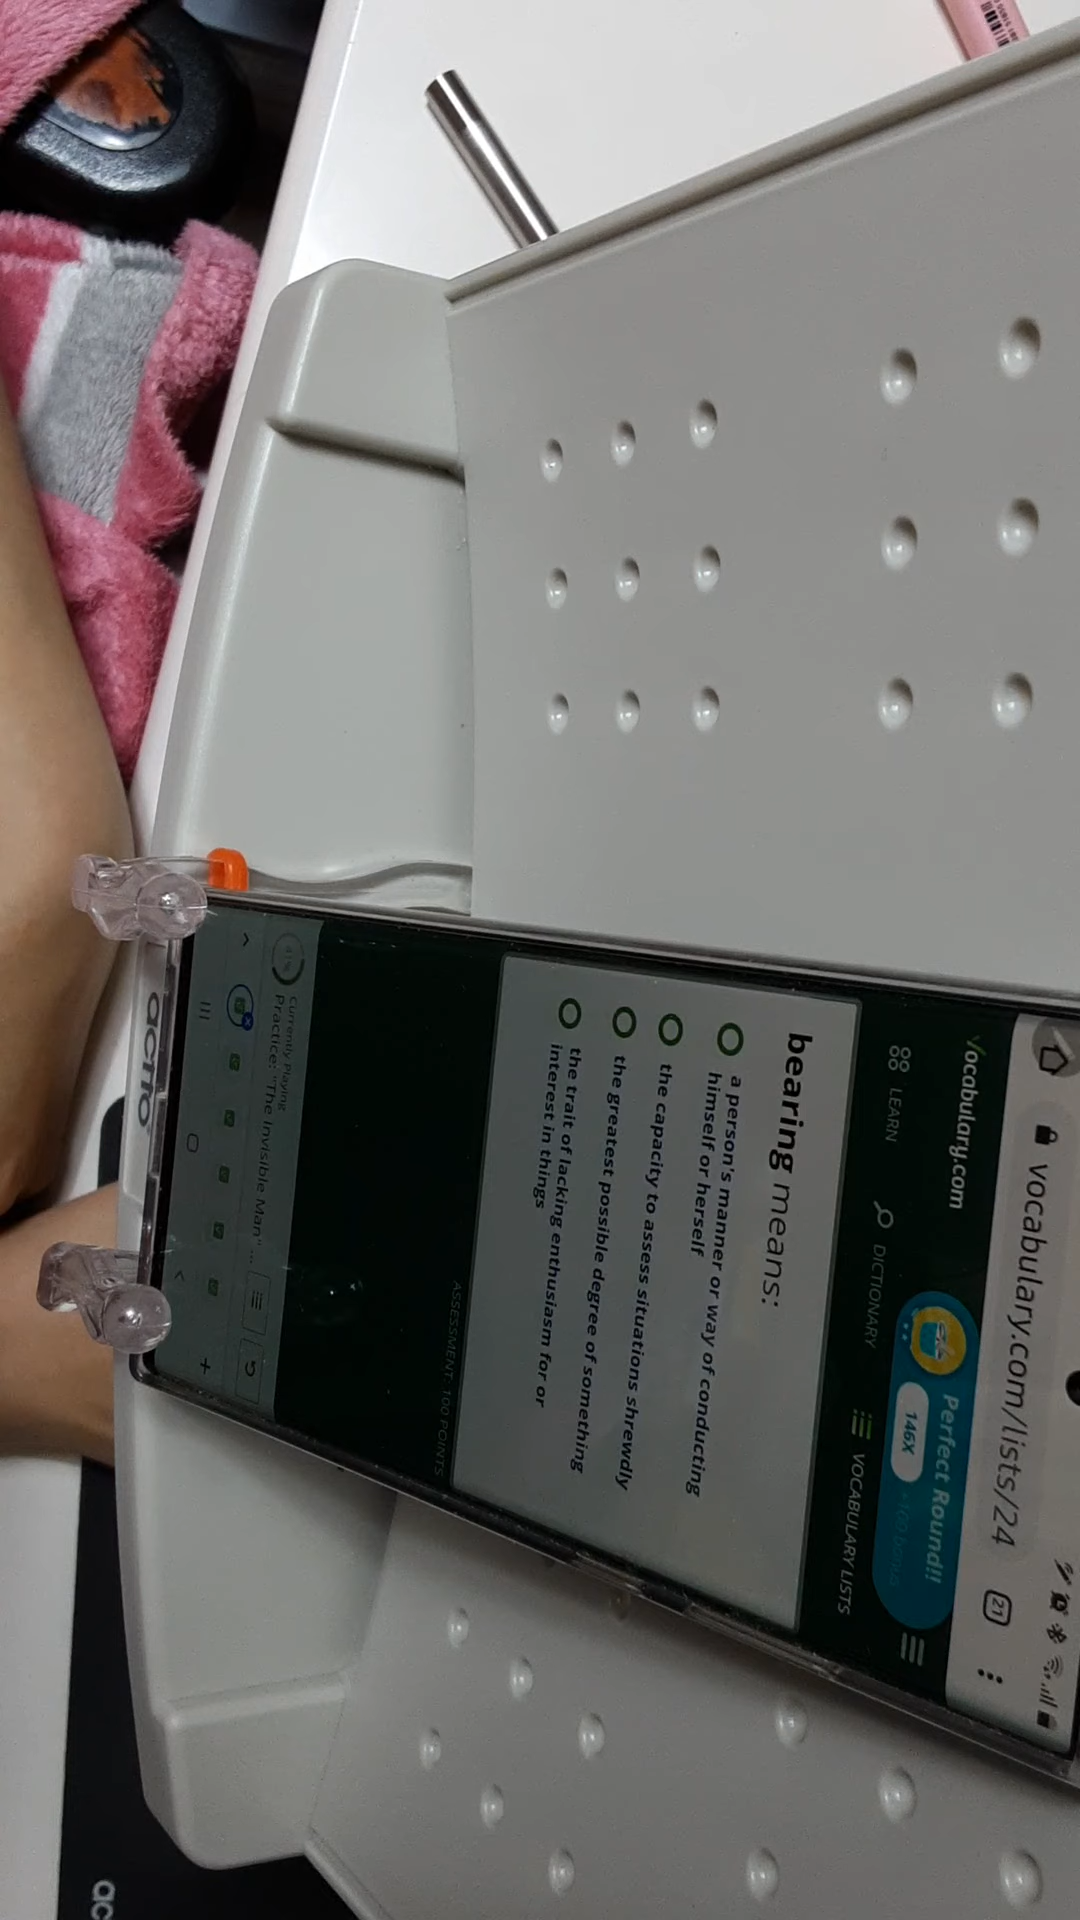 vocabulary.com/lists/24
21
Vocabulary.com
Perfect Round!!
146X
+100 bonus
LEARN
DICTIONARY
VOCABULARY LISTS
bearing means:
a person's manner or way of conducting
himself or herself
the capacity to assess situations shrewdly
the greatest possible degree of something
the trait of lacking enthusiasm for or
interest in things
ASSESSMENT: 100 POINTS
Currently Playing
Practice: "The Invisible Man" ...
acto